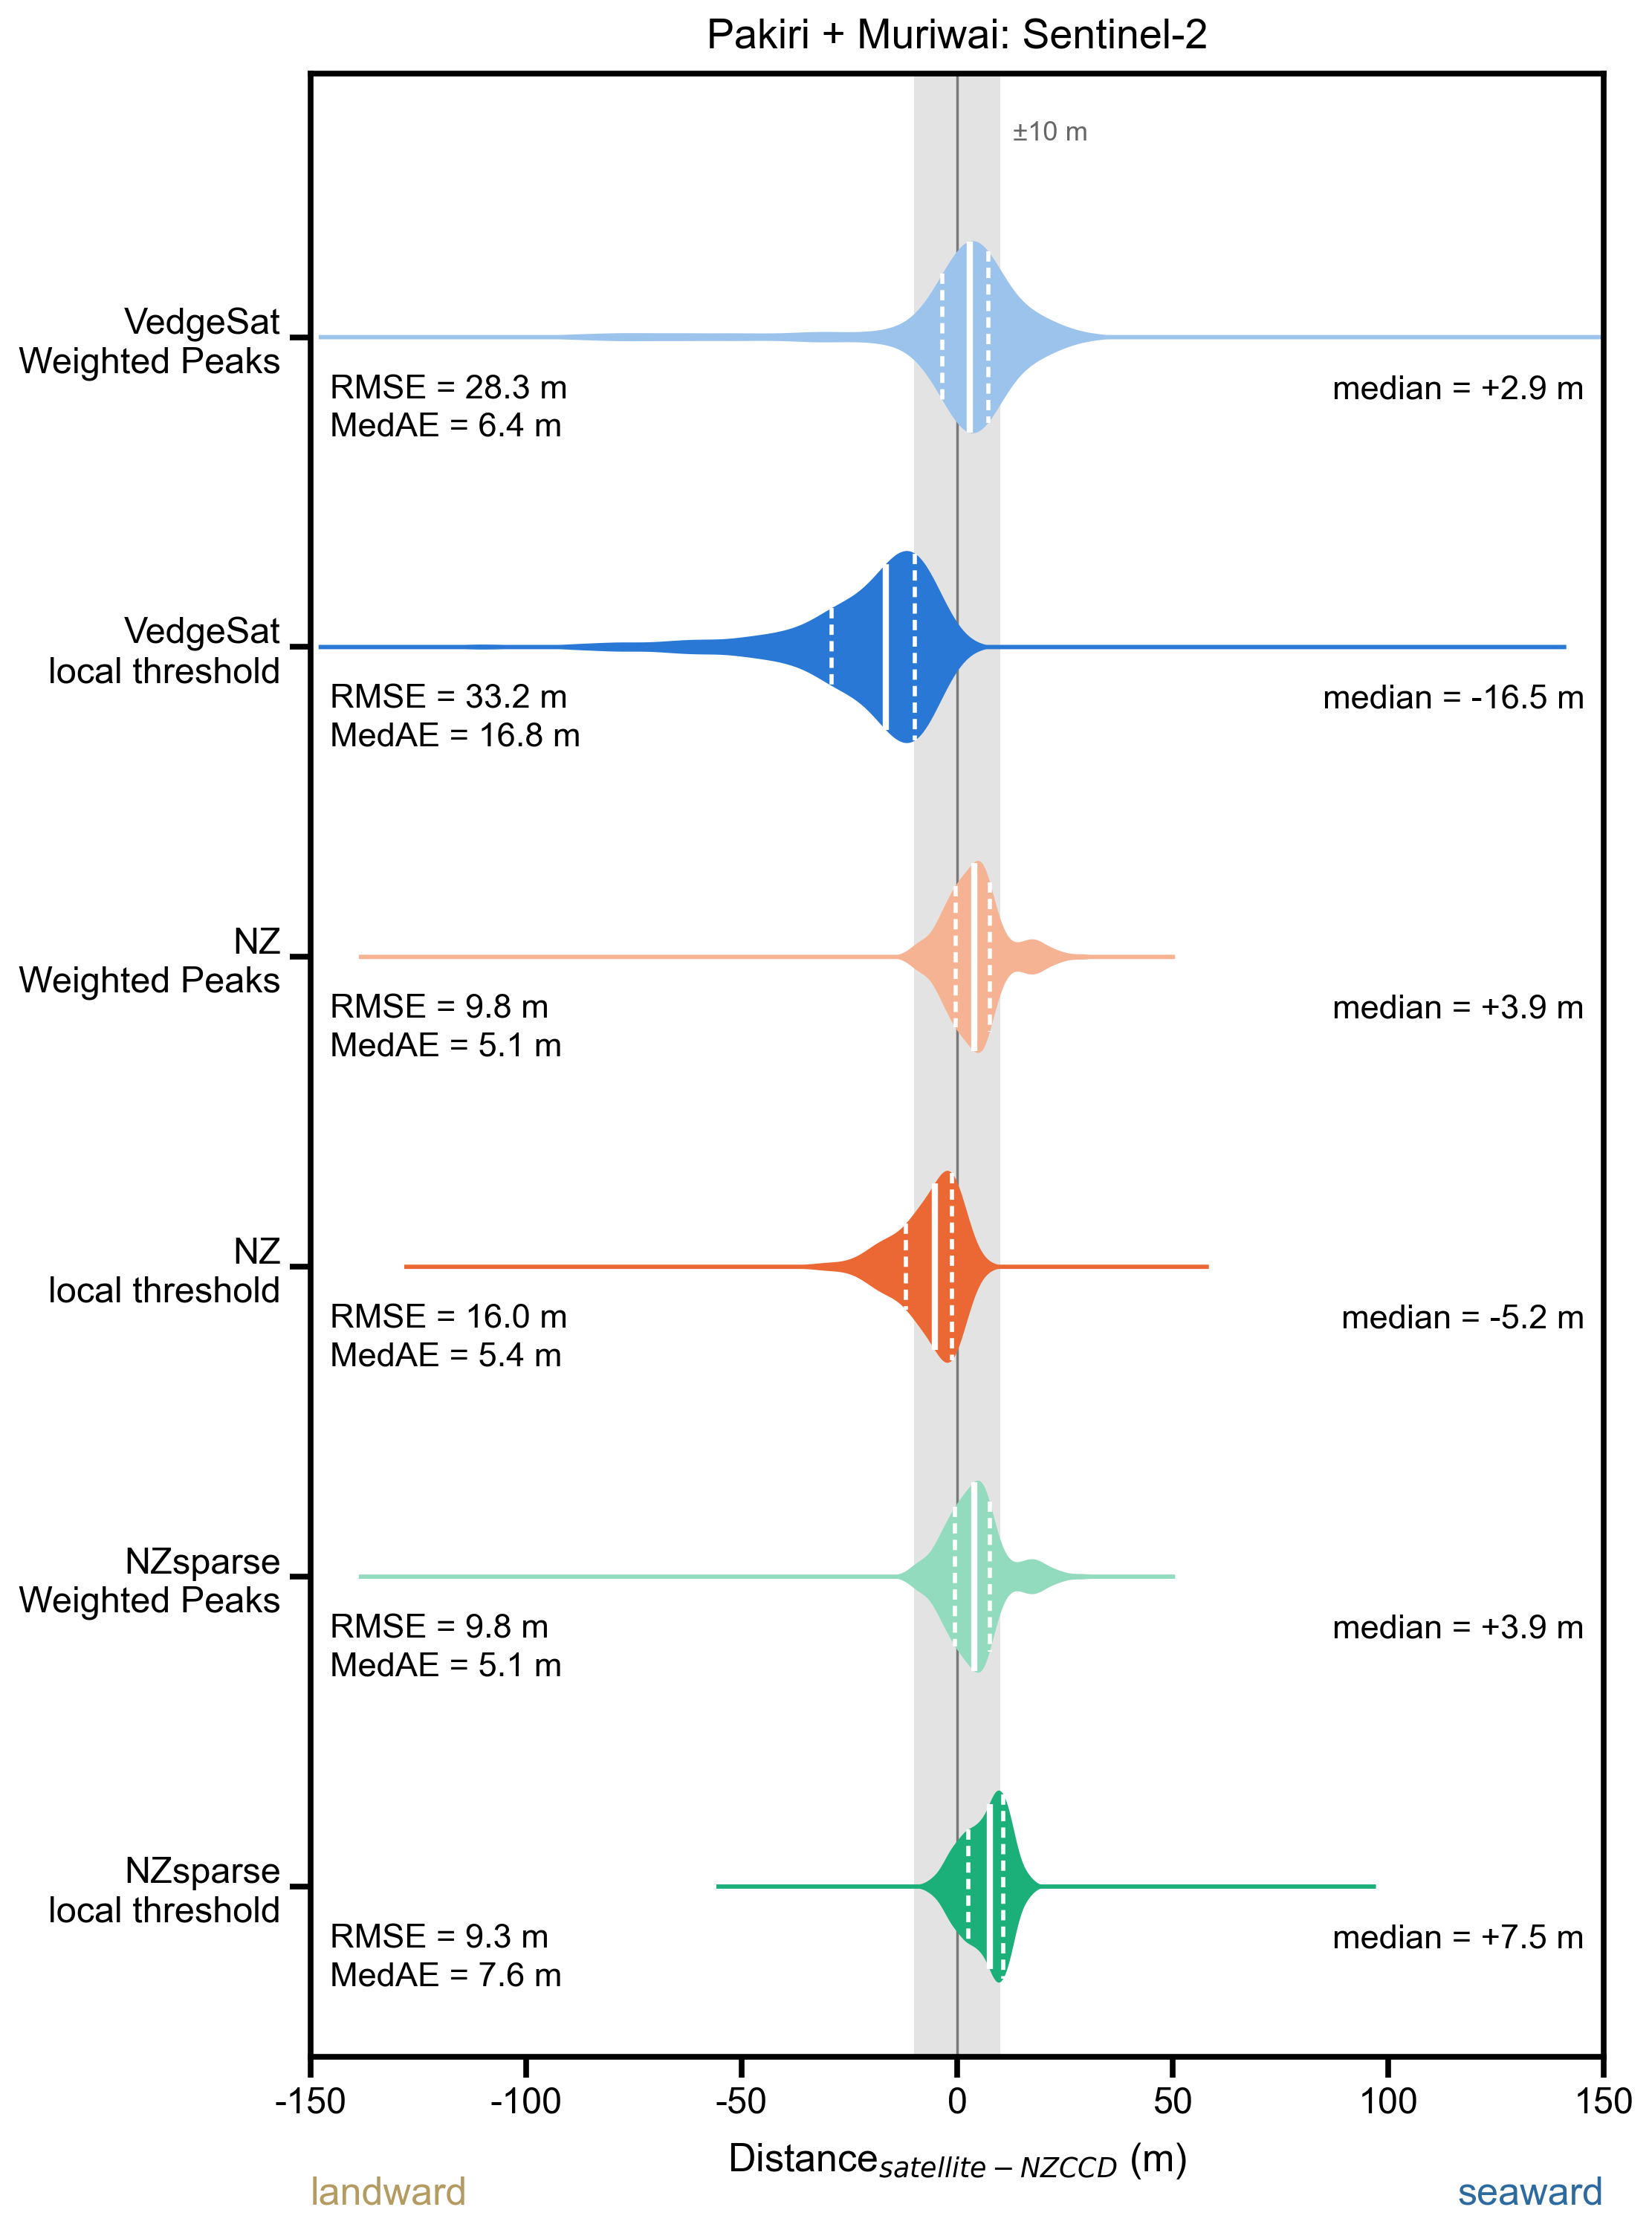 Pakiri + Muriwai: Sentinel-2
±10 m
VedgeSat
Weighted Peaks
RMSE = 28.3 m
MedAE = 6.4 m
median = +2.9 m
VedgeSat
local threshold
RMSE = 33.2 m
MedAE = 16.8 m
median = -16.5 m
NZ
Weighted Peaks
RMSE = 9.8 m
MedAE = 5.1 m
median = +3.9 m
NZ
local threshold
RMSE = 16.0 m
MedAE = 5.4 m
median = -5.2 m
NZsparse
Weighted Peaks
RMSE = 9.8 m
MedAE = 5.1 m
median = +3.9 m
NZsparse
local threshold
RMSE = 9.3 m
MedAE = 7.6 m
median = +7.5 m
-150 -100 -50 0 50 100 150
Distance satellite − NZCCD (m)
landward seaward